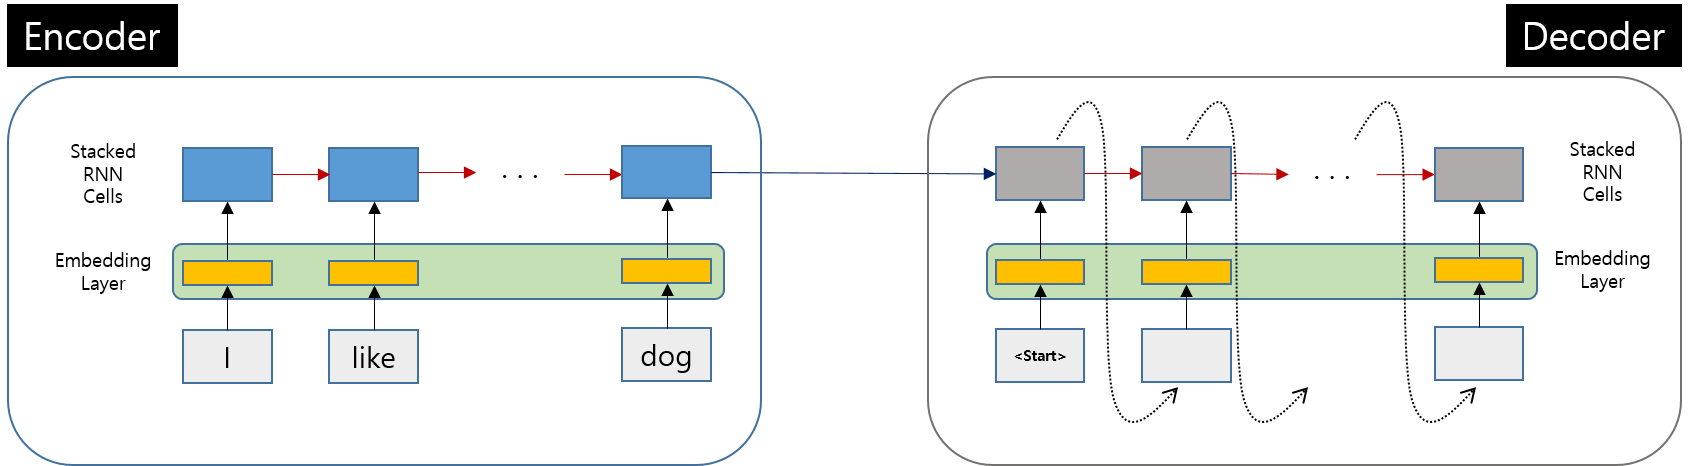 Encoder
Decoder
Stacked
RNN
Cells
. . .
Embedding
Layer
I
like
dog
Stacked
RNN
Cells
. . .
Embedding
Layer
<Start>